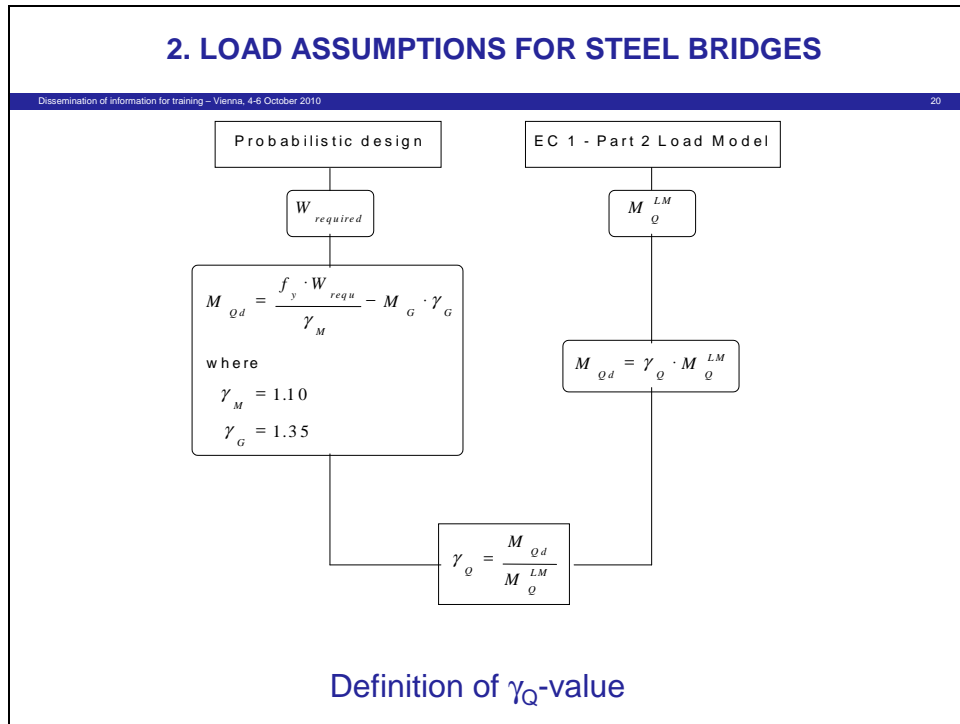 2. LOAD ASSUMPTIONS FOR STEEL BRIDGES
Dissemination of information for training – Vienna, 4-6 October 2010 20
Probabilistic design
EC 1 - Part 2 Load Model
W_required
M_Q^LM
M_Qd = (f_y · W_requ) / γ_M − M_G · γ_G
where
γ_M = 1.10
γ_G = 1.35
M_Qd = γ_Q · M_Q^LM
γ_Q = M_Qd / M_Q^LM
Definition of γ_Q-value